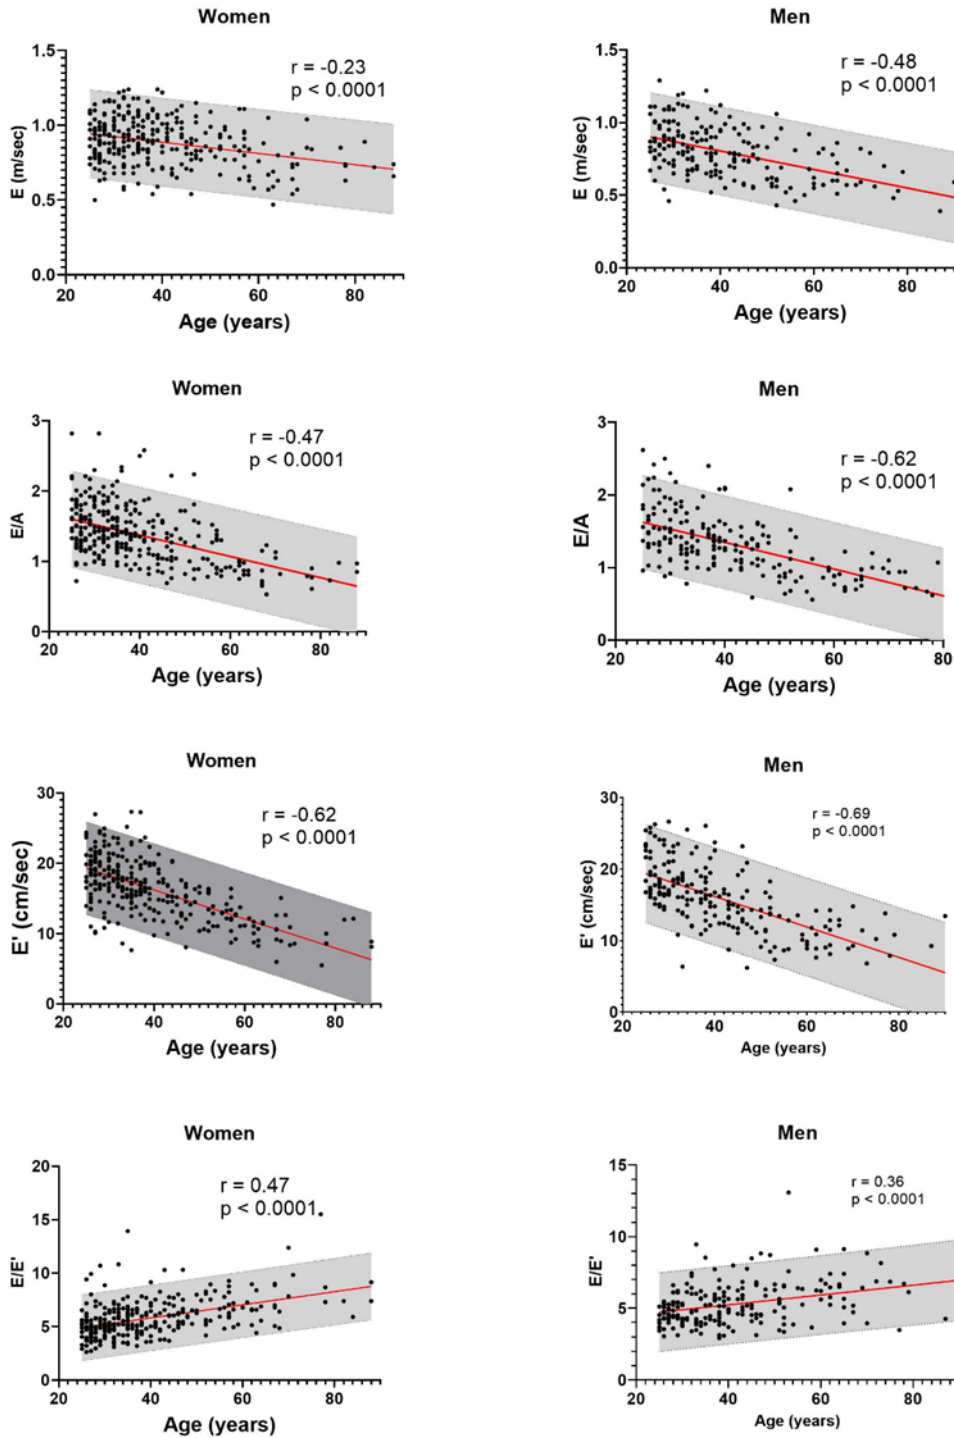 Women
r = -0.23
p < 0.0001
E (m/sec)
1.5
1.0
0.5
0.0
20 40 60 80
Age (years)
Men
r = -0.48
p < 0.0001
E (m/sec)
1.5
1.0
0.5
0.0
20 40 60 80
Age (years)
Women
r = -0.47
p < 0.0001
E/A
3
2
1
0
20 40 60 80
Age (years)
Men
r = -0.62
p < 0.0001
E/A
3
2
1
0
20 40 60 80
Age (years)
Women
r = -0.62
p < 0.0001
E' (cm/sec)
30
20
10
0
20 40 60 80
Age (years)
Men
r = -0.69
p < 0.0001
E' (cm/sec)
30
20
10
0
20 40 60 80
Age (years)
Women
r = 0.47
p < 0.0001
E/E'
20
15
10
5
0
20 40 60 80
Age (years)
Men
r = 0.36
p < 0.0001
E/E'
15
10
5
0
20 40 60 80
Age (years)